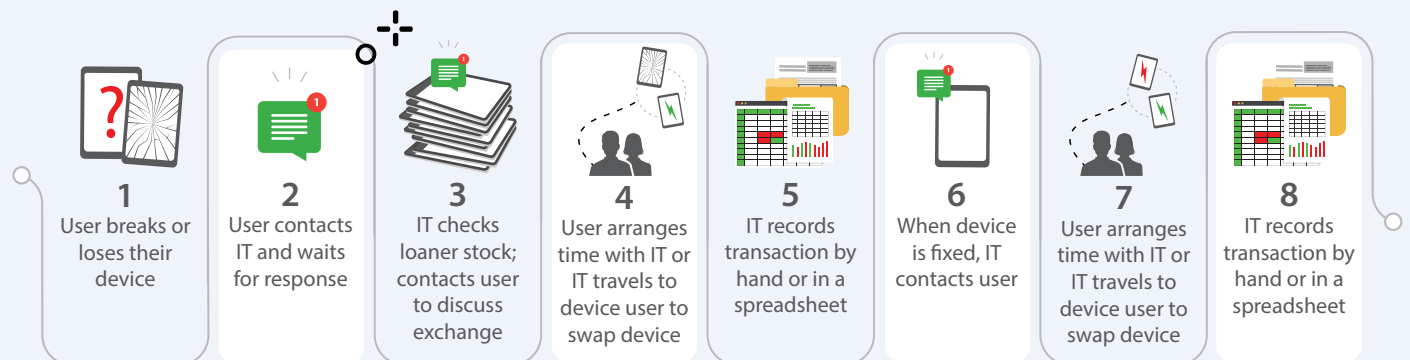 ?
1
1
1
1
User breaks or
loses their
device
2
User contacts
IT and waits
for response
3
IT checks
loaner stock;
contacts user
to discuss
exchange
4
User arranges
time with IT or
IT travels to
device user to
swap device
5
IT records
transaction by
hand or in a
spreadsheet
6
When device
is fixed, IT
contacts user
7
User arranges
time with IT or
IT travels to
device user to
swap device
8
IT records
transaction by
hand or in a
spreadsheet